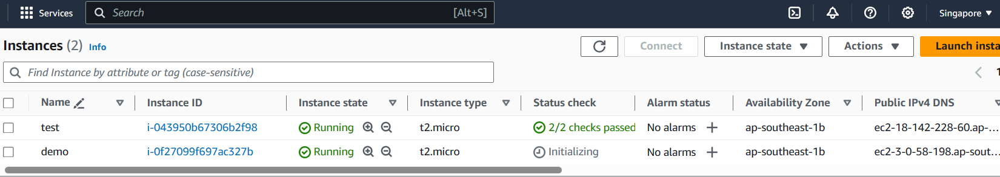 Services Search [Alt+S] Singapore
Instances (2) Info Connect Instance state Actions Launch insta
Find Instance by attribute or tag (case-sensitive) 1
Name Instance ID Instance state Instance type Status check Alarm status Availability Zone Public IPv4 DNS
test i-043950b67306b2f98 Running t2.micro 2/2 checks passed No alarms + ap-southeast-1b ec2-18-142-228-60.ap-...
demo i-0f27099f697ac327b Running t2.micro Initializing No alarms + ap-southeast-1b ec2-3-0-58-198.ap-sout...